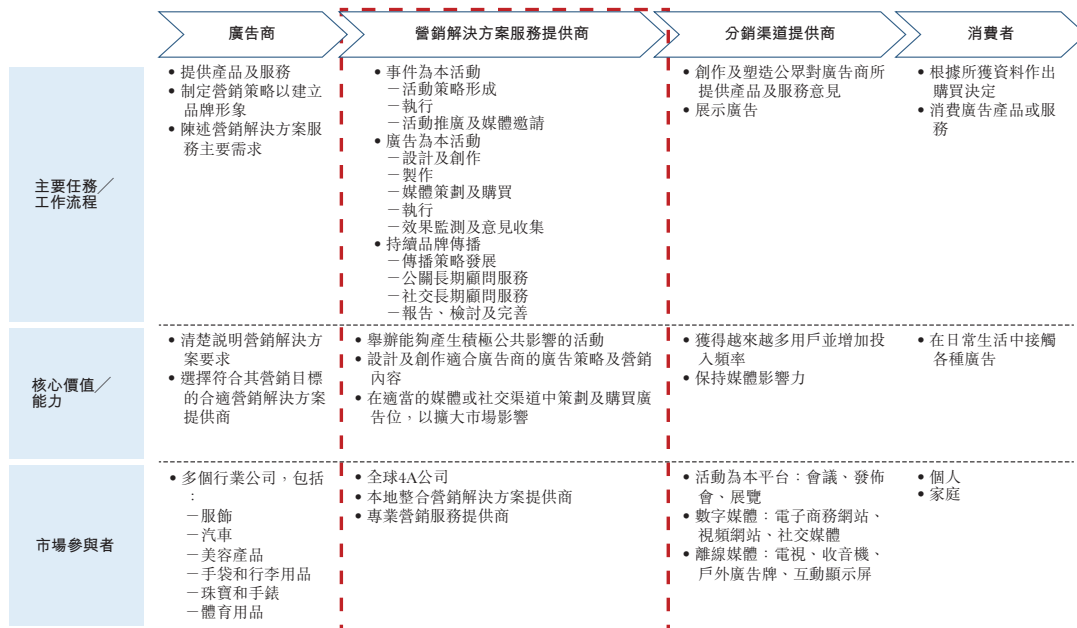 廣告商
營銷解決方案服務提供商
分銷渠道提供商
消費者
主要任務／
工作流程
• 提供產品及服務
• 制定營銷策略以建立
品牌形象
• 陳述營銷解決方案服
務主要需求
• 事件為本活動
－活動策略形成
－執行
－活動推廣及媒體邀請
• 廣告為本活動
－設計及創作
－製作
－媒體策劃及購買
－執行
－效果監測及意見收集
• 持續品牌傳播
－傳播策略發展
－公關長期顧問服務
－社交長期顧問服務
－報告、檢討及完善
• 創作及塑造公眾對廣告商所
提供產品及服務意見
• 展示廣告
• 根據所獲資料作出
購買決定
• 消費廣告產品或服
務
核心價值／
能力
• 清楚說明營銷解決方
案要求
• 選擇符合其營銷目標
的合適營銷解決方案
提供商
• 舉辦能夠產生積極公共影響的活動
• 設計及創作適合廣告商的廣告策略及營銷
內容
• 在適當的媒體或社交渠道中策劃及購買廣
告位，以擴大市場影響
• 獲得越來越多用戶並增加投
入頻率
• 保持媒體影響力
• 在日常生活中接觸
各種廣告
市場參與者
• 多個行業公司，包括
：
－服飾
－汽車
－美容產品
－手袋和行李用品
－珠寶和手錶
－體育用品
• 全球4A公司
• 本地整合營銷解決方案提供商
• 專業營銷服務提供商
• 活動為本平台：會議、發佈
會、展覽
• 數字媒體：電子商務網站、
視頻網站、社交媒體
• 離線媒體：電視、收音機、
戶外廣告牌、互動顯示屏
• 個人
• 家庭